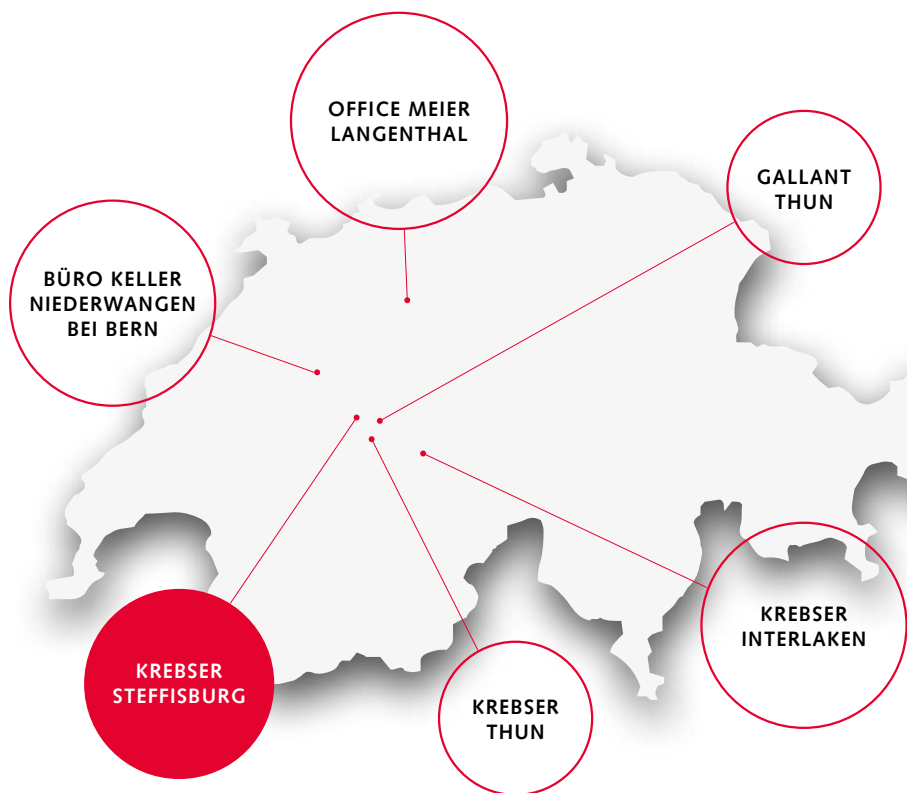 OFFICE MEIER
LANGENTHAL
GALLANT
THUN
BÜRO KELLER
NIEDERWANGEN
BEI BERN
KREBSER
INTERLAKEN
KREBSER
STEFFISBURG
KREBSER
THUN